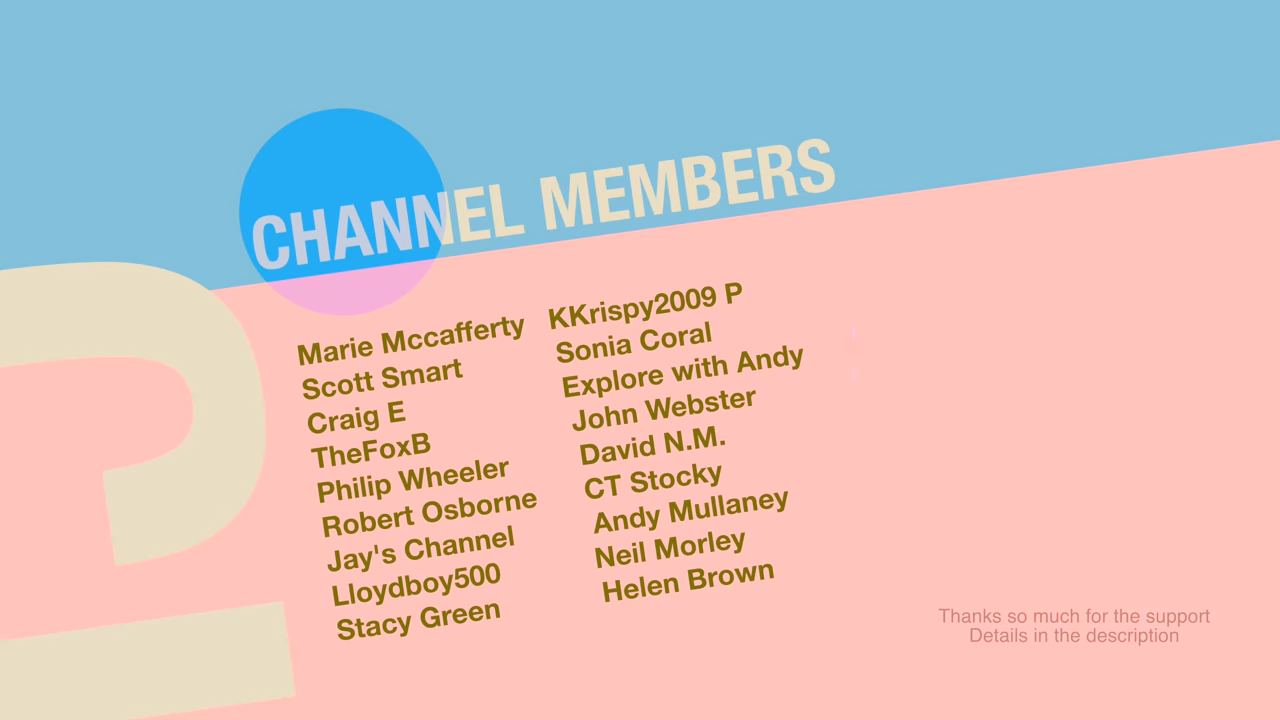 CHANNEL MEMBERS
Marie Mccafferty
Scott Smart
Craig E
TheFoxB
Philip Wheeler
Robert Osborne
Jay's Channel
Lloydboy500
Stacy Green
KKrispy2009 P
Sonia Coral
Explore with Andy
John Webster
David N.M.
CT Stocky
Andy Mullaney
Neil Morley
Helen Brown
Thanks so much for the support
Details in the description